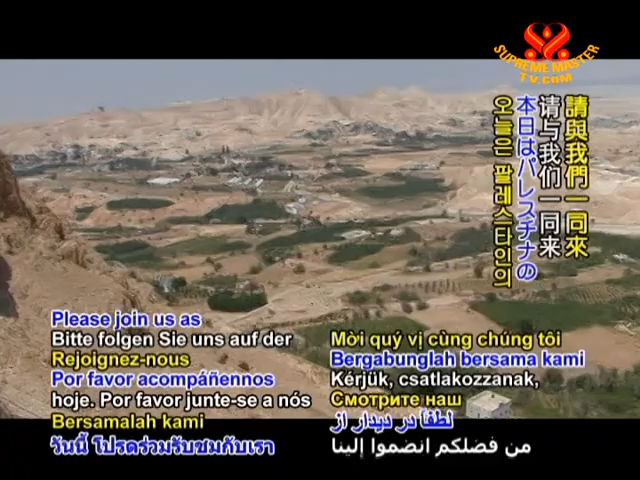 SUPREME MASTER
TV.COM
請與我們一同來
请与我们一同来
本日はパレスチナの
오늘은 팔레스타인의
Please join us as
Bitte folgen Sie uns auf der
Rejoignez-nous
Por favor acompáñennos
hoje. Por favor junte-se a nós
Bersamalah kami
วันนี้ โปรดร่วมรับชมกับเรา
Mời quý vị cùng chúng tôi
Bergabunglah bersama kami
Kérjük, csatlakozzanak,
Смотрите наш
لطفاً در دیدار از
من فضلكم انضموا إلينا